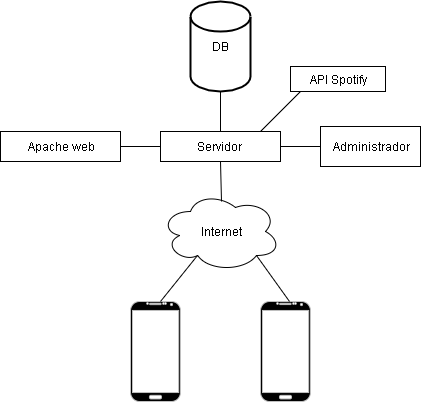 DB
API Spotify
Apache web
Servidor
Administrador
Internet